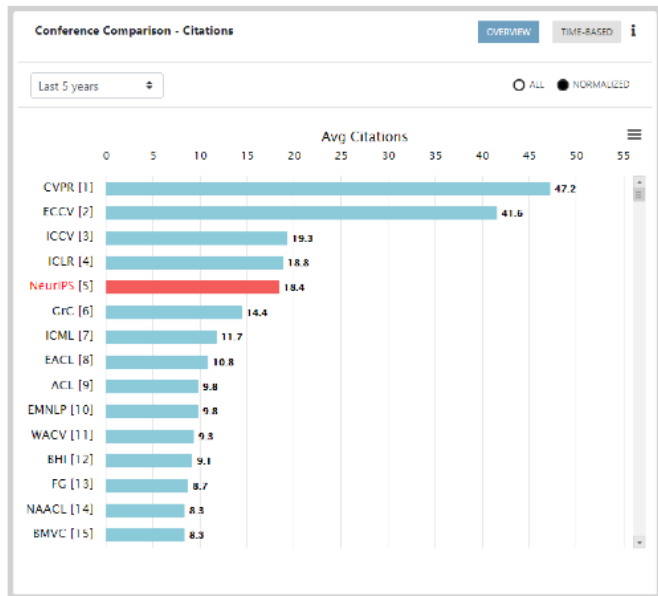 Conference Comparison - Citations
OVERVIEW
TIME-BASED
i
Last 5 years
ALL
NORMALIZED
Avg Citations
0 5 10 15 20 25 30 35 40 45 50 55
CVPR [1] 47.2
ECCV [2] 41.6
ICCV [3] 19.3
ICLR [4] 18.8
NeurIPS [5] 18.4
GrC [6] 14.4
ICML [7] 11.7
EACL [8] 10.8
ACL [9] 9.8
EMNLP [10] 9.8
WACV [11] 9.3
BHI [12] 9.1
FG [13] 8.7
NAACL [14] 8.3
BMVC [15] 8.3